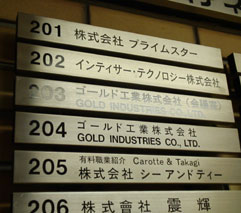 201 株式会社 プライムスター
202 インテイサー・テクノロジー株式会社
203 ゴールド工業株式会社
GOLD INDUSTRIES CO., LTD.
204 ゴールド工業株式会社
GOLD INDUSTRIES CO., LTD.
205 有料職業紹介 Carotte & Takagi
株式会社 シーアンドティー
206 株式會社 震輝